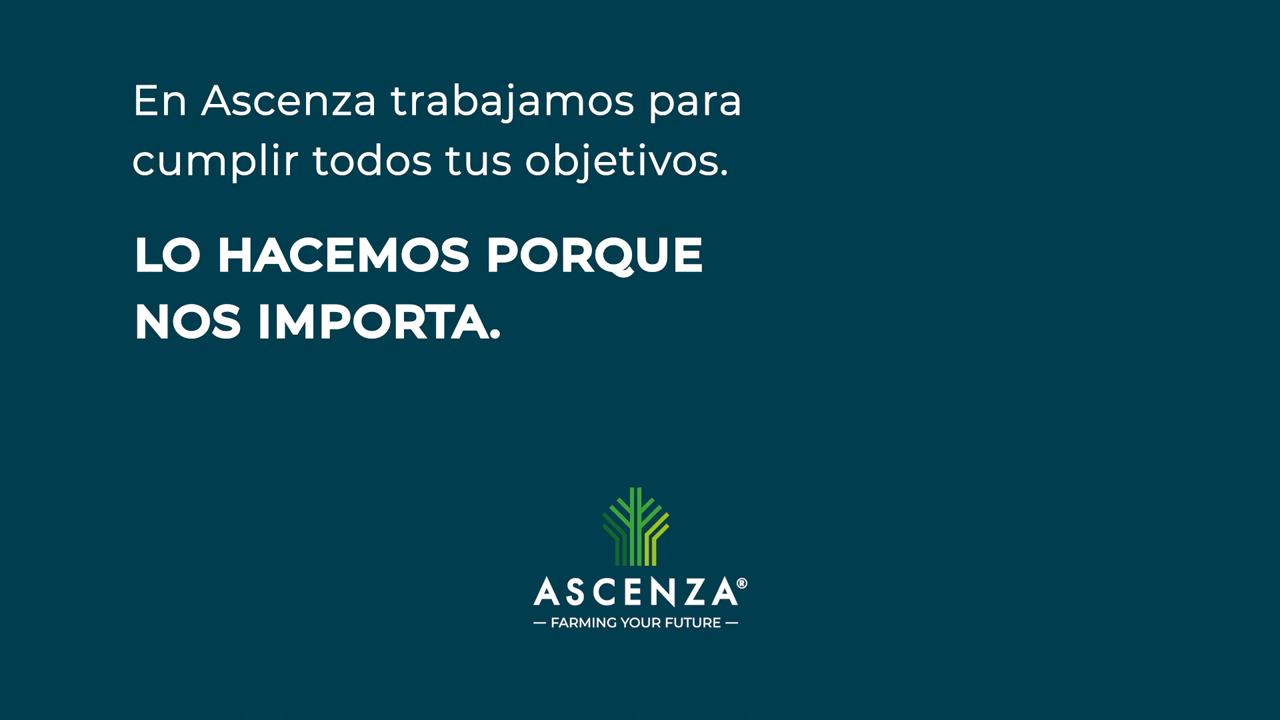 En Ascenza trabajamos para
cumplir todos tus objetivos.
LO HACEMOS PORQUE
NOS IMPORTA.
ASCENZA®
— FARMING YOUR FUTURE —